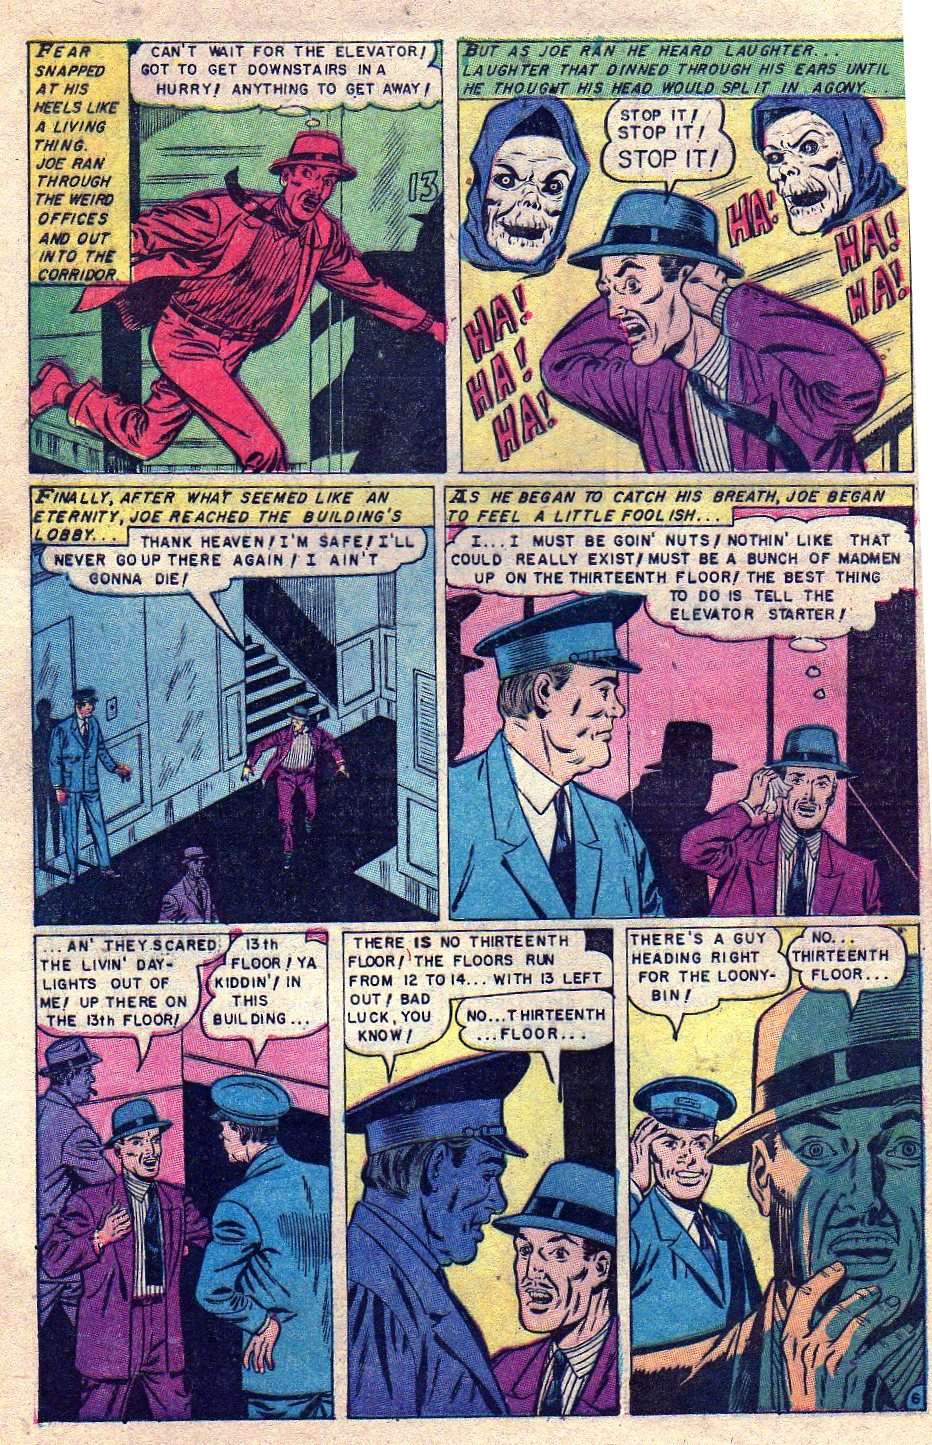 FEAR
SNAPPED
AT HIS
HEELS LIKE
A LIVING
THING.
JOE RAN
THROUGH
THE WEIRD
OFFICES
AND OUT
INTO THE
CORRIDOR.
CAN'T WAIT FOR THE ELEVATOR!
GOT TO GET DOWNSTAIRS IN A
HURRY! ANYTHING TO GET AWAY!
13
BUT AS JOE RAN HE HEARD LAUGHTER...
LAUGHTER THAT DINNED THROUGH HIS EARS UNTIL
HE THOUGHT HIS HEAD WOULD SPLIT IN AGONY...
STOP IT!
STOP IT!
STOP IT!
HA!
HA!
HA!
HA!
HA!
HA!
FINALLY, AFTER WHAT SEEMED LIKE AN
ETERNITY, JOE REACHED THE BUILDING'S
LOBBY...
THANK HEAVEN! I'M SAFE! I'LL
NEVER GO UP THERE AGAIN! I AIN'T
GONNA DIE!
AS HE BEGAN TO CATCH HIS BREATH, JOE BEGAN
TO FEEL A LITTLE FOOLISH...
I... I MUST BE GOIN' NUTS! NOTHIN' LIKE THAT
COULD REALLY EXIST! MUST BE A BUNCH OF MADMEN
UP ON THE THIRTEENTH FLOOR! THE BEST THING
TO DO IS TELL THE
ELEVATOR STARTER!
...AN' THEY SCARED
THE LIVIN' DAY-
LIGHTS OUT OF
ME! UP THERE ON
THE 13th FLOOR!
13th
FLOOR! YA
KIDDIN'! IN
THIS
BUILDING...
THERE IS NO THIRTEENTH
FLOOR! THE FLOORS RUN
FROM 12 TO 14... WITH 13 LEFT
OUT! BAD
LUCK, YOU
KNOW!
NO...THIRTEENTH
...FLOOR...
THERE'S A GUY
HEADING RIGHT
FOR THE LOONY-
BIN!
NO...
THIRTEENTH
FLOOR...
6